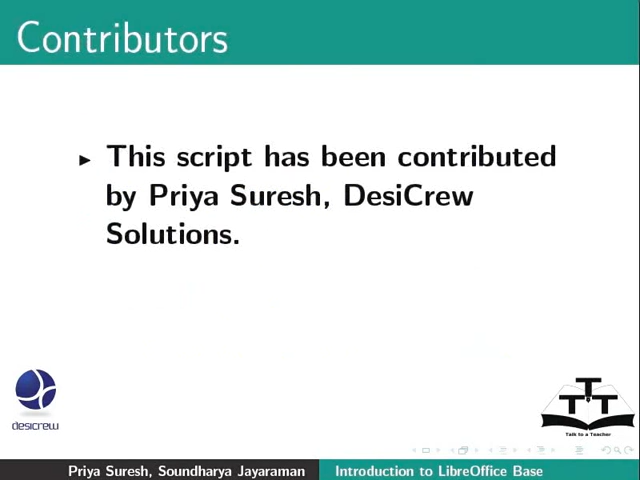 Contributors
This script has been contributed
by Priya Suresh, DesiCrew
Solutions.
desicrew
TTT
Talk to a Teacher
Priya Suresh, Soundharya Jayaraman
Introduction to LibreOffice Base